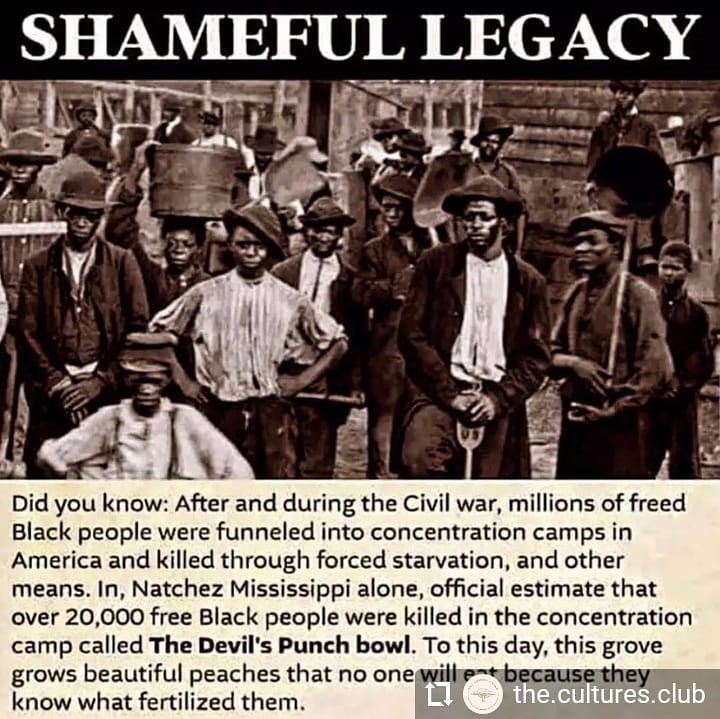 SHAMEFUL LEGACY
Did you know: After and during the Civil war, millions of freed
Black people were funneled into concentration camps in
America and killed through forced starvation, and other
means. In, Natchez Mississippi alone, official estimate that
over 20,000 free Black people were killed in the concentration
camp called The Devil's Punch bowl. To this day, this grove
grows beautiful peaches that no one will eat because they
know what fertilized them.
the.cultures.club